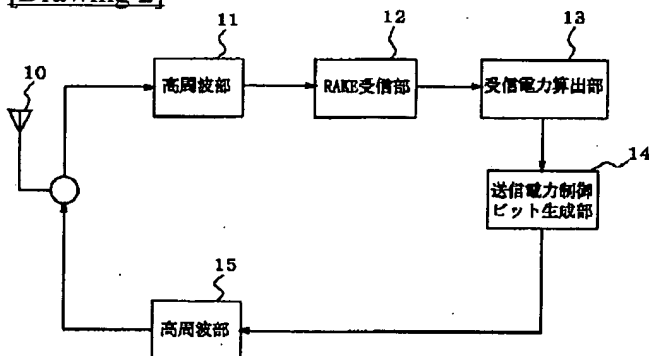 [Drawing 2]
11
12
13
10
高周波部
RAKE受信部
受信電力算出部
14
送信電力制御
ビット生成部
15
高周波部